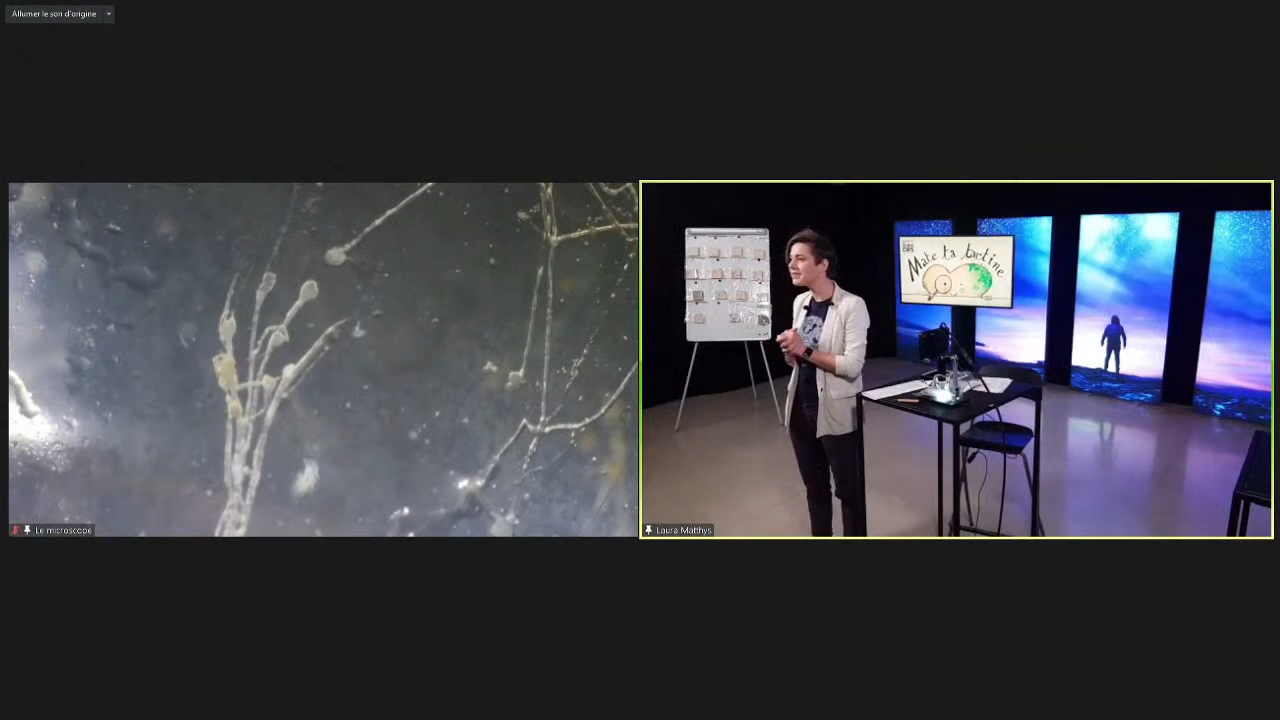 Allumer le son d'origine
Mate ta tartine
Le microscope
Laura Matthys